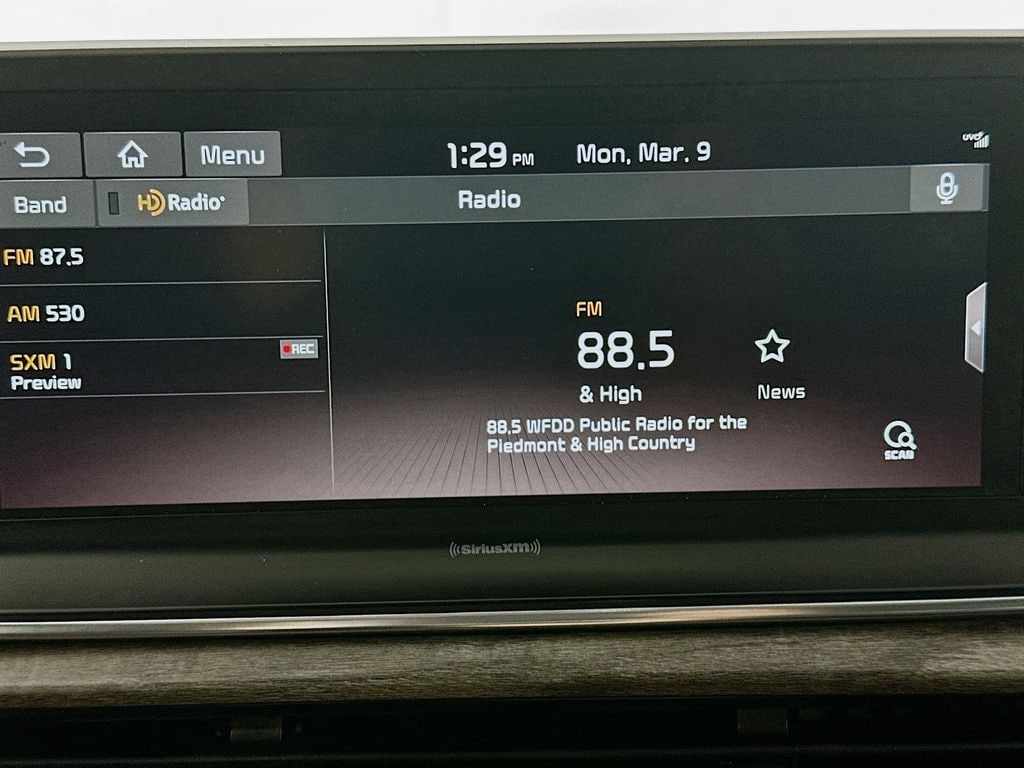 Menu
1:29 PM
Mon, Mar. 9
UVO
Band
HD Radio
Radio
FM 87.5
AM 530
SXM 1
REC
Preview
FM
88.5
& High
News
88.5 WFDD Public Radio for the
Piedmont & High Country
SCAN
SiriusXM